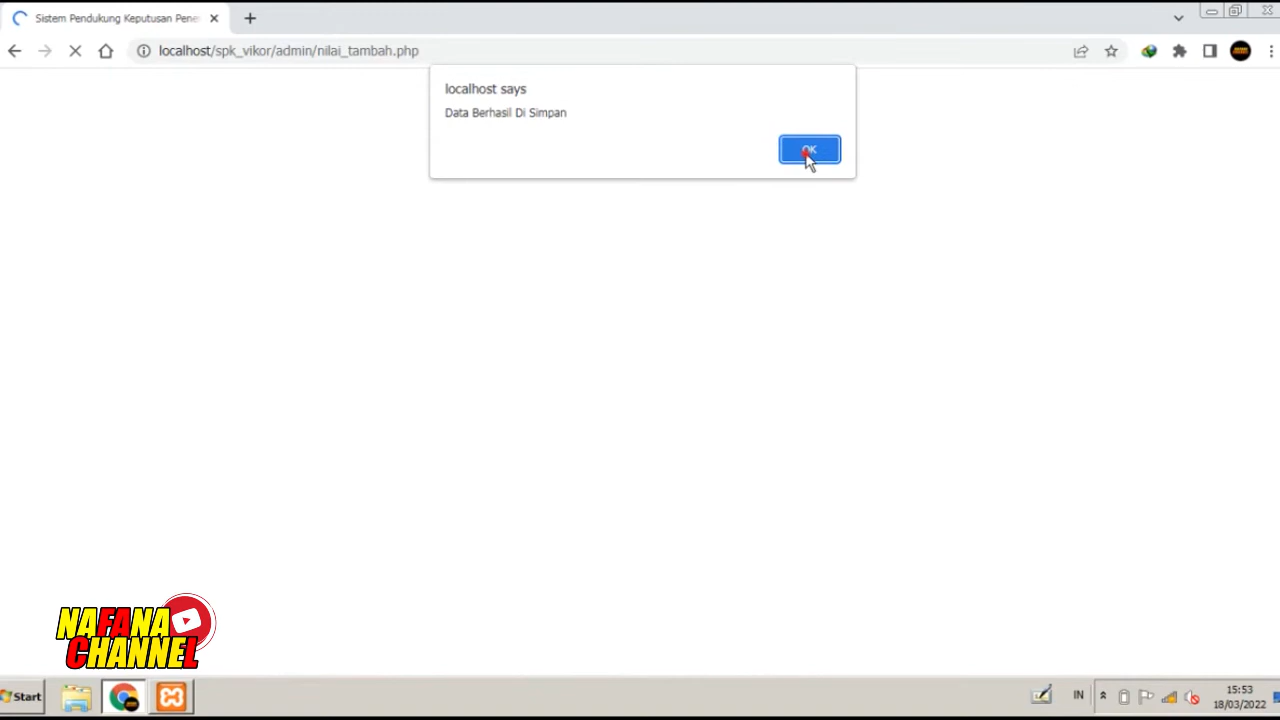 Sistem Pendukung Keputusan Pene
localhost/spk_vikor/admin/nilai_tambah.php
localhost says
Data Berhasil Di Simpan
OK
NAFANA
CHANNEL
Start
IN
15:53
18/03/2022